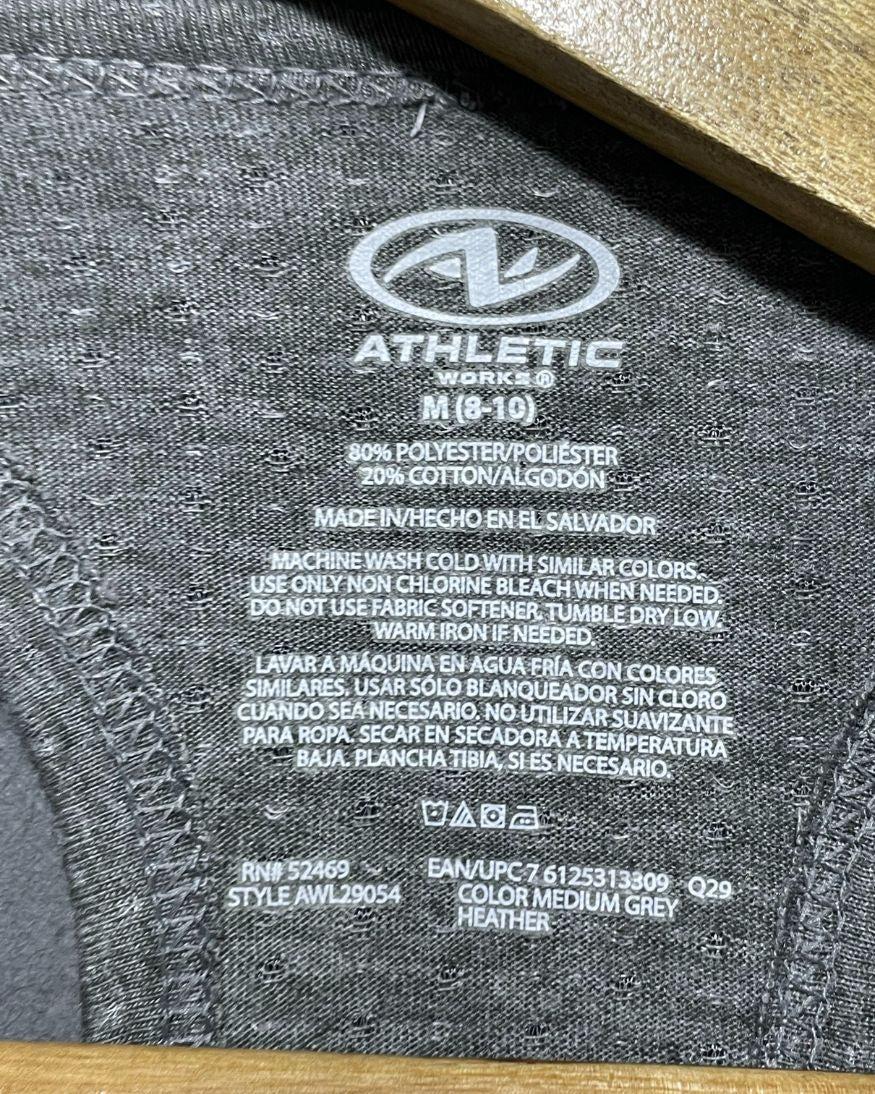 ATHLETIC
WORKS®
M (8-10)
80% POLYESTER/POLIÉSTER
20% COTTON/ALGODÓN
MADE IN/HECHO EN EL SALVADOR
MACHINE WASH COLD WITH SIMILAR COLORS.
USE ONLY NON CHLORINE BLEACH WHEN NEEDED.
DO NOT USE FABRIC SOFTENER. TUMBLE DRY LOW.
WARM IRON IF NEEDED.
LAVAR A MÁQUINA EN AGUA FRÍA CON COLORES
SIMILARES. USAR SÓLO BLANQUEADOR SIN CLORO
CUANDO SEA NECESARIO. NO UTILIZAR SUAVIZANTE
PARA ROPA. SECAR EN SECADORA A TEMPERATURA
BAJA. PLANCHA TIBIA, SI ES NECESARIO.
RN# 52469 EAN/UPC 7 6125313309 Q29
STYLE AWL29054 COLOR MEDIUM GREY
HEATHER